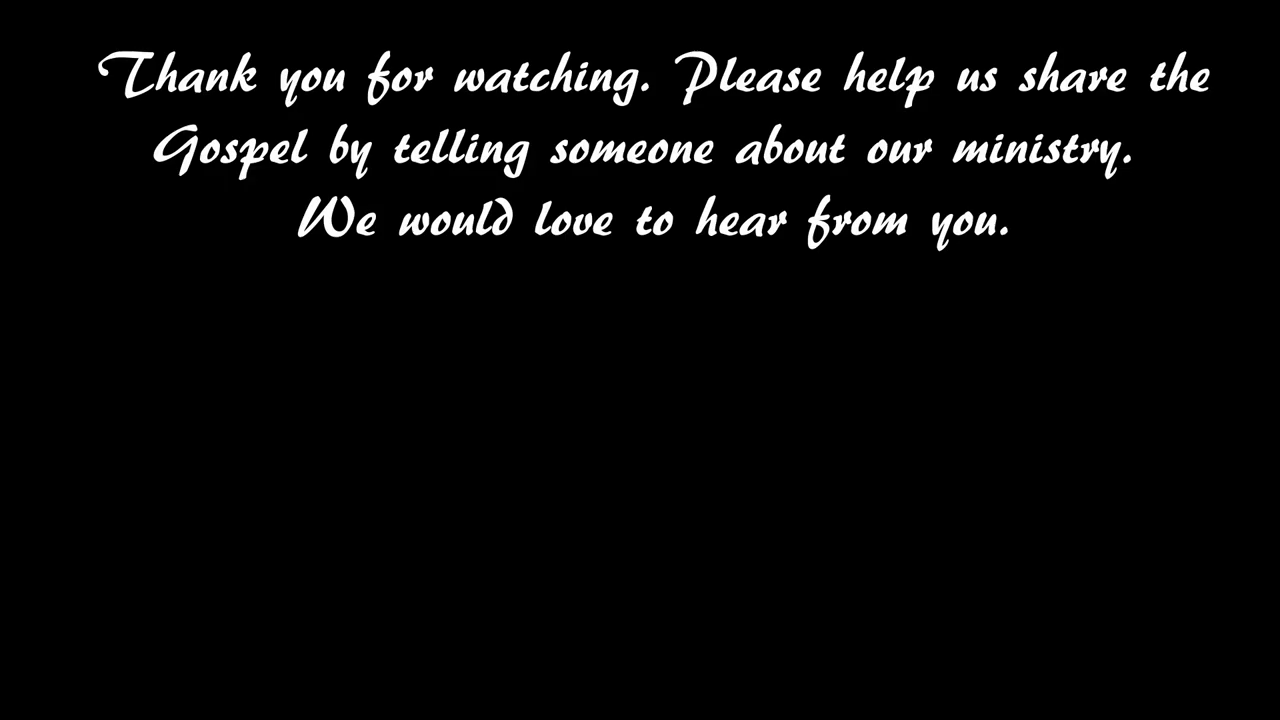 Thank you for watching. Please help us share the
Gospel by telling someone about our ministry.
We would love to hear from you.